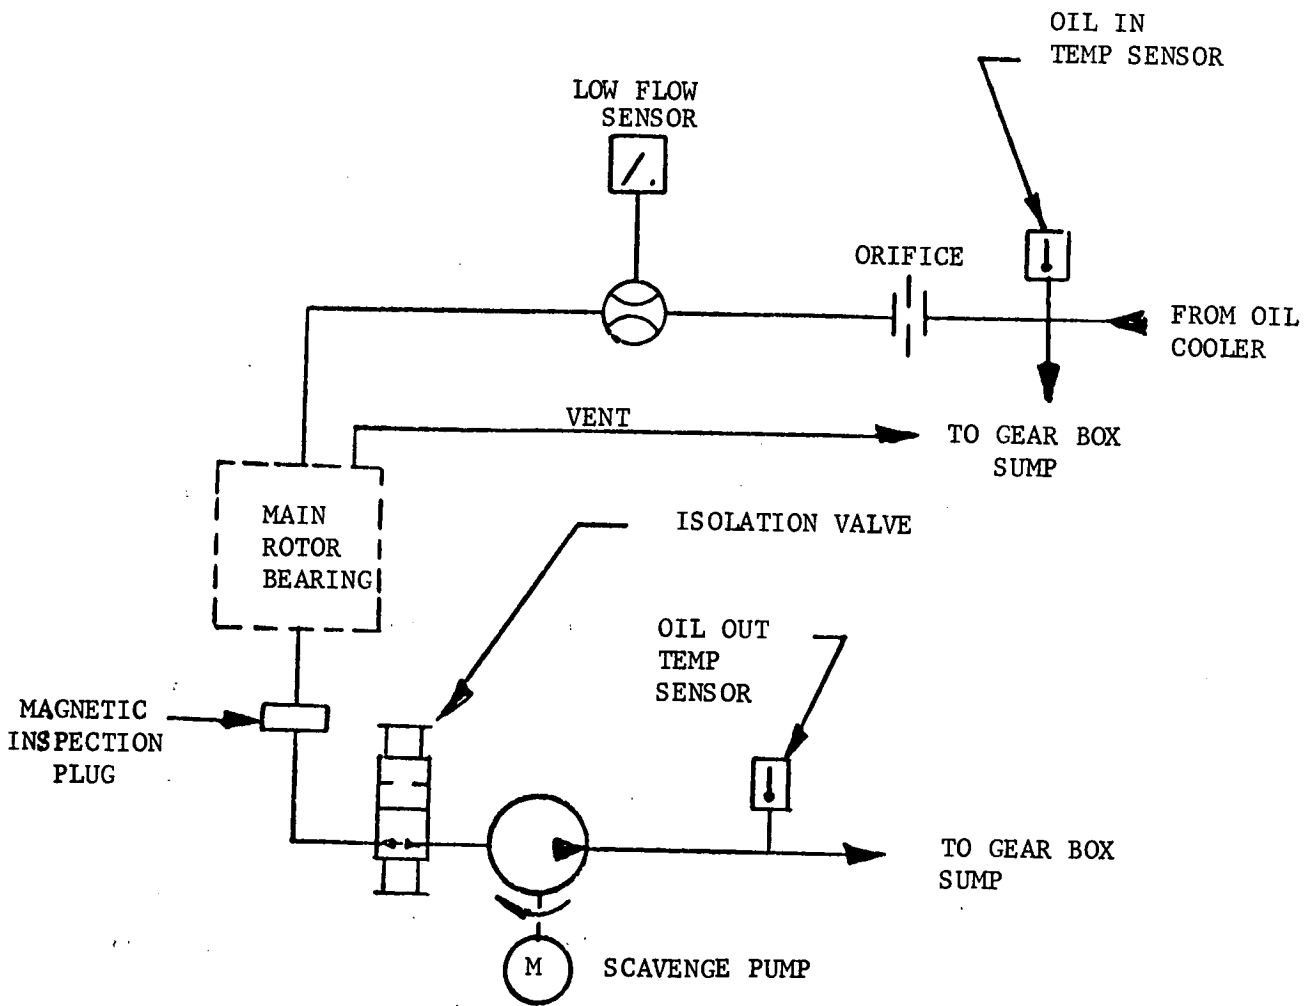 OIL IN
TEMP SENSOR
LOW FLOW
SENSOR
ORIFICE
FROM OIL
COOLER
VENT
TO GEAR BOX
SUMP
MAIN
ROTOR
BEARING
ISOLATION VALVE
OIL OUT
TEMP
SENSOR
MAGNETIC
INSPECTION
PLUG
TO GEAR BOX
SUMP
M
SCAVENGE PUMP